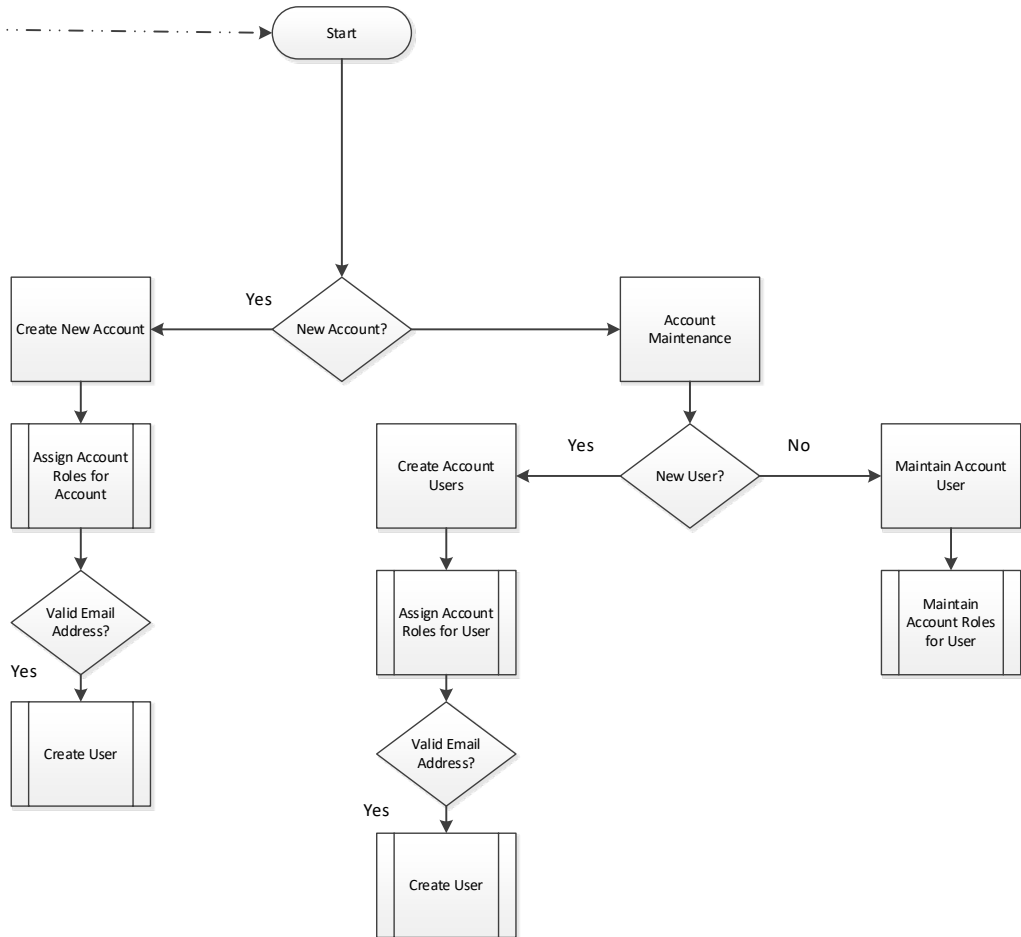 Start
Yes
Create New Account
New Account?
Account
Maintenance
Assign Account
Roles for
Account
Yes
No
Create Account
Users
New User?
Maintain Account
User
Valid Email
Address?
Assign Account
Roles for User
Maintain
Account Roles
for User
Yes
Create User
Valid Email
Address?
Yes
Create User